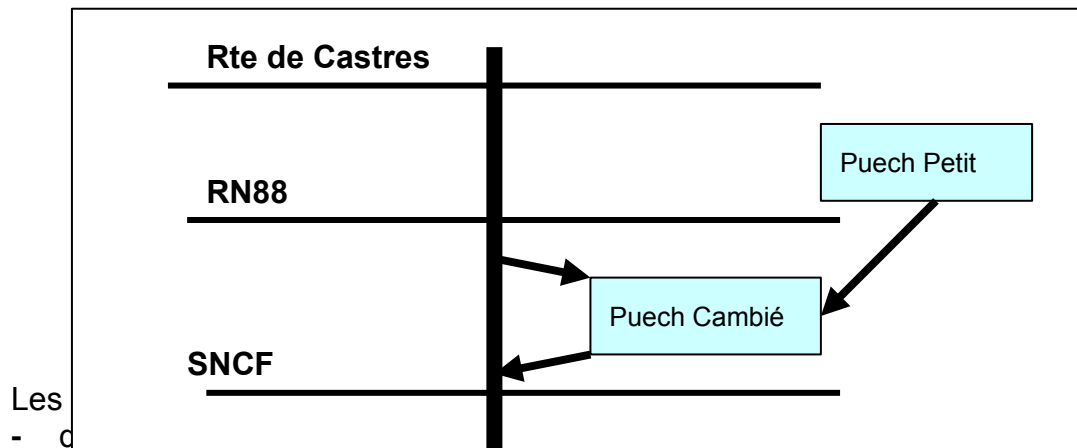 Rte de Castres
Puech Petit
RN88
Puech Cambié
SNCF
Les
-